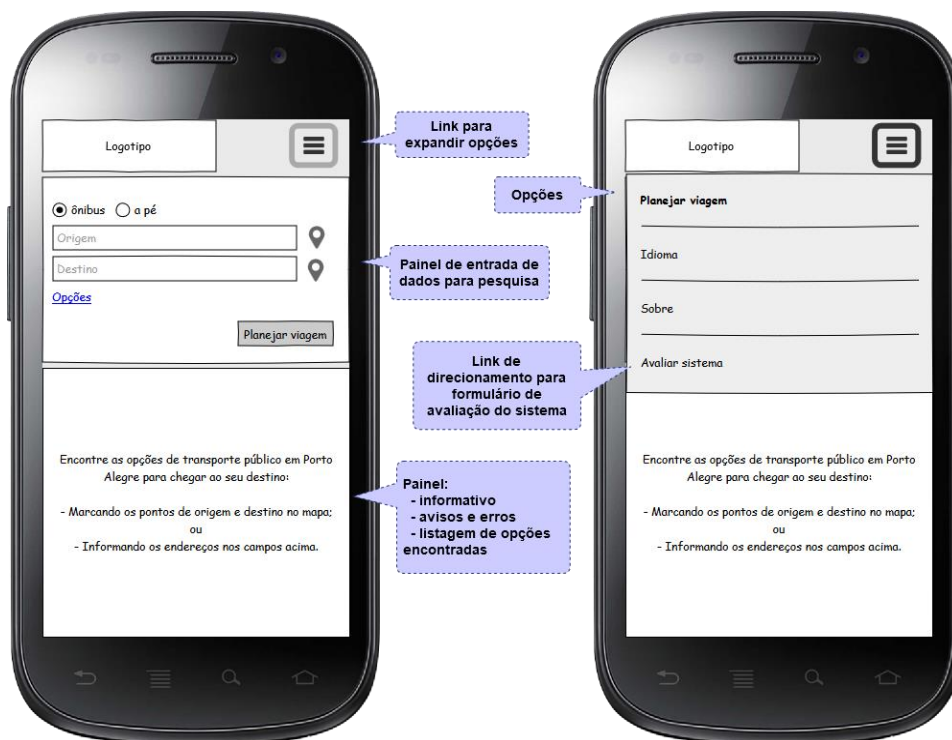 Logotipo
ônibus
a pé
Origem
Destino
Opções
Planejar viagem
Encontre as opções de transporte público em Porto
Alegre para chegar ao seu destino:
- Marcando os pontos de origem e destino no mapa;
ou
- Informando os endereços nos campos acima.
Link para
expandir opções
Opções
Painel de entrada de
dados para pesquisa
Link de
direcionamento para
formulário de
avaliação do sistema
Painel:
- informativo
- avisos e erros
- listagem de opções
encontradas
Logotipo
Planejar viagem
Idioma
Sobre
Avaliar sistema
Encontre as opções de transporte público em Porto
Alegre para chegar ao seu destino:
- Marcando os pontos de origem e destino no mapa;
ou
- Informando os endereços nos campos acima.